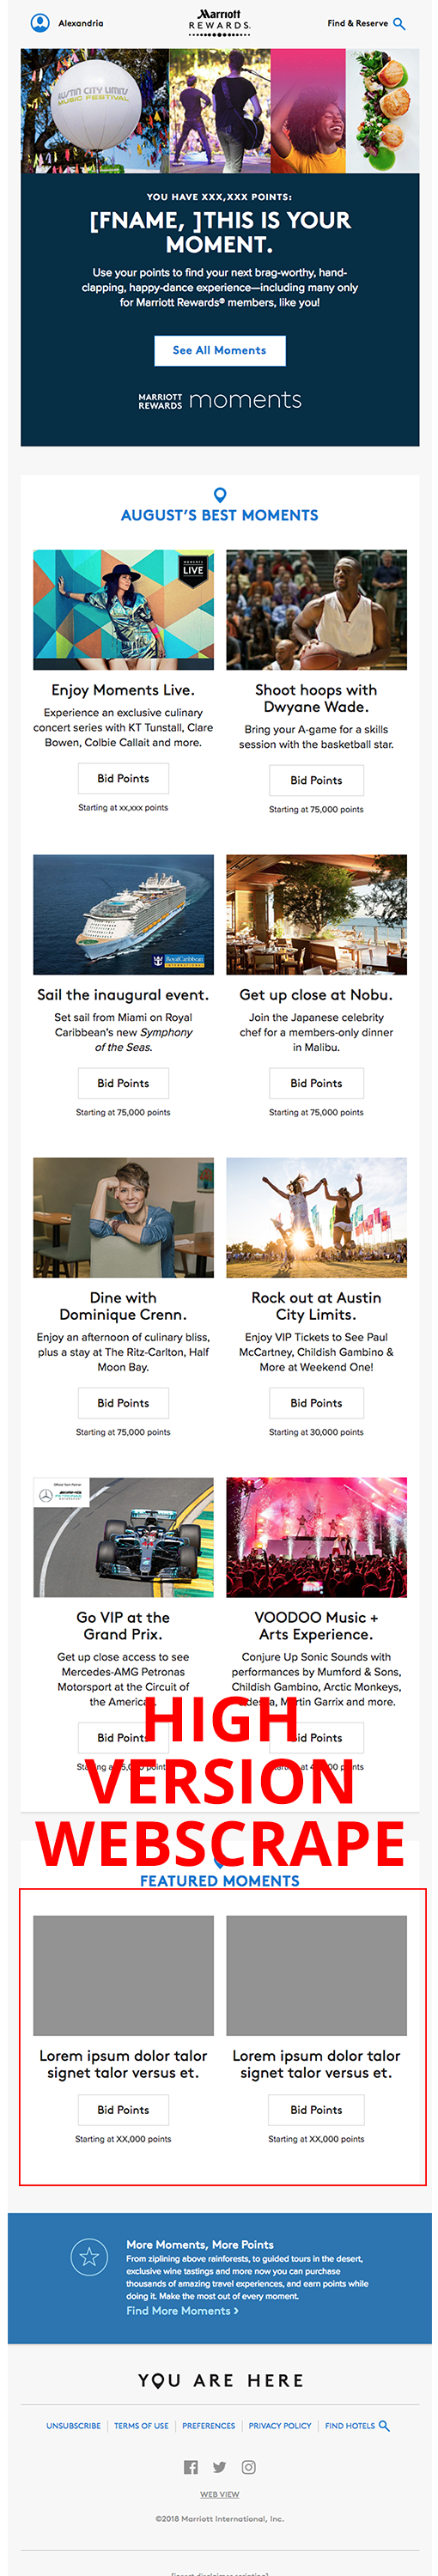 Alexandria
Marriott
REWARDS.
Find & Reserve
AUSTIN CITY LIMITS
MUSIC FESTIVAL
YOU HAVE XXX,XXX POINTS:
[FNAME, ]THIS IS YOUR
MOMENT.
Use your points to find your next brag-worthy, hand-
clapping, happy-dance experience—including many only
for Marriott Rewards® members, like you!
See All Moments
MARRIOTT
REWARDS
moments
AUGUST'S BEST MOMENTS
LIVE
Enjoy Moments Live.
Experience an exclusive culinary
concert series with KT Tunstall, Clare
Bowen, Colbie Callait and more.
Bid Points
Starting at xx,xxx points
Shoot hoops with
Dwyane Wade.
Bring your A-game for a skills
session with the basketball star.
Bid Points
Starting at 75,000 points
RoyalCaribbean
INTERNATIONAL
Sail the inaugural event.
Set sail from Miami on Royal
Caribbean's new Symphony
of the Seas.
Bid Points
Starting at 75,000 points
Get up close at Nobu.
Join the Japanese celebrity
chef for a members-only dinner
in Malibu.
Bid Points
Starting at 75,000 points
Dine with
Dominique Crenn.
Enjoy an afternoon of culinary bliss,
plus a stay at The Ritz-Carlton, Half
Moon Bay.
Bid Points
Starting at 75,000 points
Rock out at Austin
City Limits.
Enjoy VIP Tickets to See Paul
McCartney, Childish Gambino &
More at Weekend One!
Bid Points
Starting at 30,000 points
PETRONAS
Go VIP at the
Grand Prix.
Get up close access to see
Mercedes-AMG Petronas
Motorsport at the Circuit of
the Americas.
Bid Points
points
VOODOO Music +
Arts Experience.
Conjure Up Sonic Sounds with
performances by Mumford & Sons,
Childish Gambino, Arctic Monkeys,
Martin Garrix and more.
Bid Points
points
HIGH
VERSION
WEBSCRAPE
FEATURED MOMENTS
Lorem ipsum dolor talor
signet talor versus et.
Bid Points
Starting at XX,000 points
Lorem ipsum dolor talor
signet talor versus et.
Bid Points
Starting at XX,000 points
More Moments, More Points
From ziplining above rainforests, to guided tours in the desert,
exclusive wine tastings and more now you can purchase
thousands of amazing travel experiences, and earn points while
doing it. Make the most out of every moment.
Find More Moments ›
YOU ARE HERE
UNSUBSCRIBE | TERMS OF USE | PREFERENCES | PRIVACY POLICY | FIND HOTELS
WEB VIEW
©2018 Marriott International, Inc.